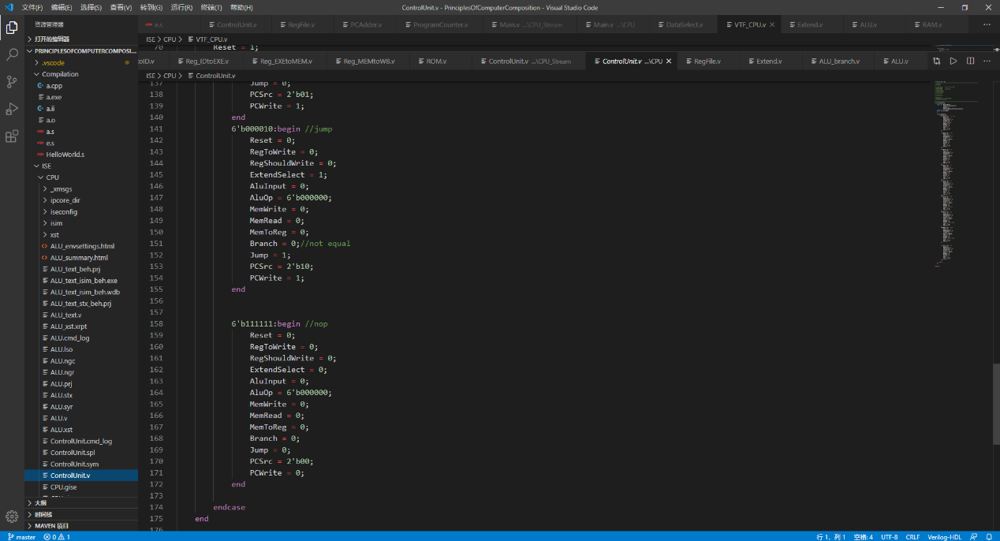 文件(F) 编辑(E) 选择(S) 查看(V) 转到(G) 运行(R) 终端(T) 帮助(H) ControlUnit.v - PrinciplesOfComputerComposition - Visual Studio Code
资源管理器
打开的编辑器
PRINCIPLESOFCOMPUTERCOMPOSI...
.vscode
Compilation
a.cpp
a.exe
a.ii
a.o
a.s
e.s
HelloWorld.s
ISE
CPU
_xmsgs
ipcore_dir
iseconfig
isim
xst
ALU_envsettings.html
ALU_summary.html
ALU_text_beh.prj
ALU_text_isim_beh.exe
ALU_text_isim_beh.wdb
ALU_text_stx_beh.prj
ALU_text.v
ALU_xst.xrpt
ALU.cmd_log
ALU.lso
ALU.ngc
ALU.ngr
ALU.prj
ALU.stx
ALU.syr
ALU.v
ALU.xst
ControlUnit.cmd_log
ControlUnit.spl
ControlUnit.sym
ControlUnit.v
CPU.gise
大纲
时间线
MAVEN 项目
e.s ControlUnit.v RegFile.v PCAdder.v ProgramCounter.v Main.v ...\CPU_Stream Main.v ...\CPU DataSelect.v VTF_CPU.v Extend.v ALU.v RAM.v
ISE > CPU > VTF_CPU.v
70 Reset = 1;
toID.v Reg_IDtoEXE.v Reg_EXEtoMEM.v Reg_MEMtoWB.v ROM.v ControlUnit.v ...\CPU_Stream ControlUnit.v ...\CPU RegFile.v Extend.v ALU_branch.v ALU.v
ISE > CPU > ControlUnit.v
137 Jump = 0;
138 PCSrc = 2'b01;
139 PCWrite = 1;
140 end
141 6'b000010:begin //jump
142 Reset = 0;
143 RegToWrite = 0;
144 RegShouldWrite = 0;
145 ExtendSelect = 1;
146 AluInput = 0;
147 AluOp = 6'b000000;
148 MemWrite = 0;
149 MemRead = 0;
150 MemToReg = 0;
151 Branch = 0;//not equal
152 Jump = 1;
153 PCSrc = 2'b10;
154 PCWrite = 1;
155 end
156
157
158 6'b111111:begin //nop
159 Reset = 0;
160 RegToWrite = 0;
161 RegShouldWrite = 0;
162 ExtendSelect = 0;
163 AluInput = 0;
164 AluOp = 6'b000000;
165 MemWrite = 0;
166 MemRead = 0;
167 MemToReg = 0;
168 Branch = 0;
169 Jump = 0;
170 PCSrc = 2'b00;
171 PCWrite = 0;
172 end
173
174 endcase
175 end
176
master 0 1 行 1，列 1 空格: 4 UTF-8 CRLF Verilog-HDL